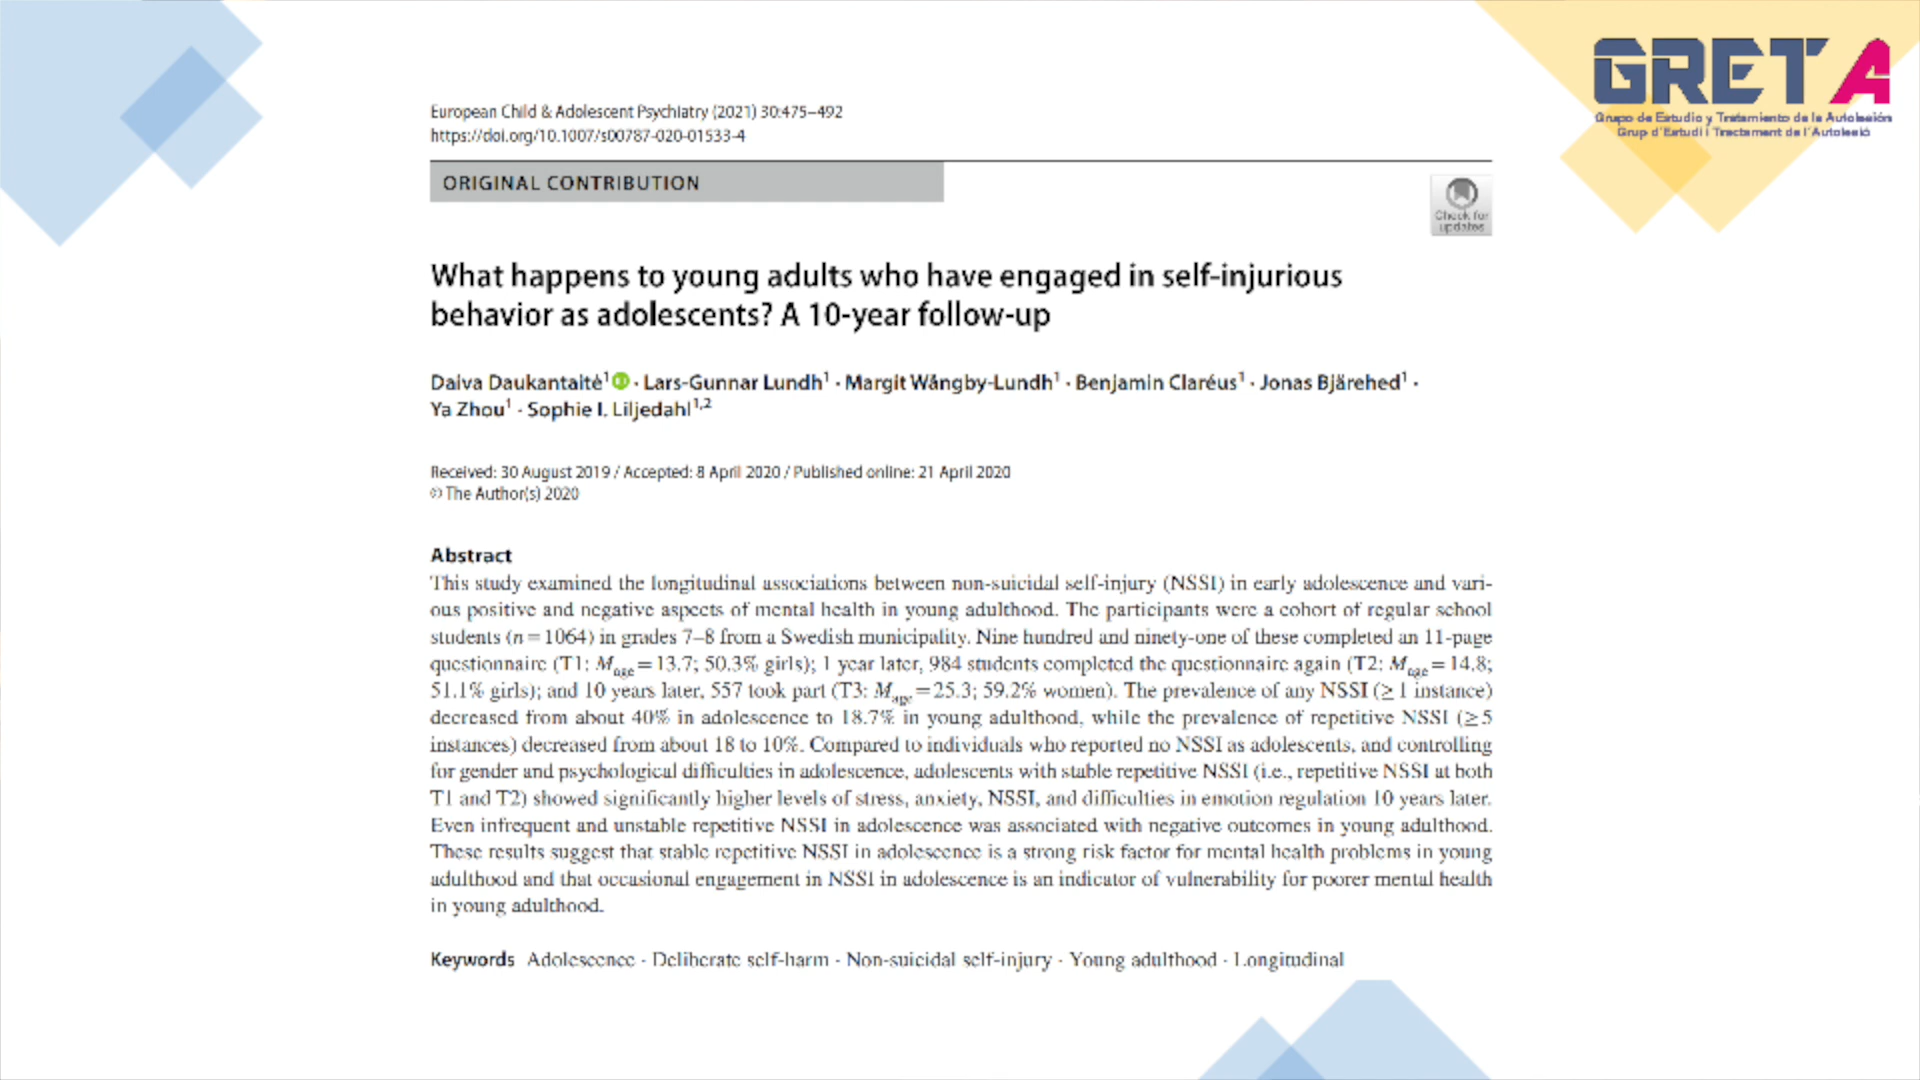 GRETA
Grupo de Estudio y Tratamiento de la Autolesión
Grup d'Estudi i Tractament de l'Autolesió
European Child & Adolescent Psychiatry (2021) 30:475–492
https://doi.org/10.1007/s00787-020-01533-4
ORIGINAL CONTRIBUTION
Check for
updates
What happens to young adults who have engaged in self-injurious
behavior as adolescents? A 10-year follow-up
Daiva Daukantaitė1 · Lars-Gunnar Lundh1 · Margit Wångby-Lundh1 · Benjamin Claréus1 · Jonas Bjärehed1 ·
Ya Zhou1 · Sophie I. Liljedahl1,2
Received: 30 August 2019 / Accepted: 8 April 2020 / Published online: 21 April 2020
© The Author(s) 2020
Abstract
This study examined the longitudinal associations between non-suicidal self-injury (NSSI) in early adolescence and vari-
ous positive and negative aspects of mental health in young adulthood. The participants were a cohort of regular school
students (n = 1064) in grades 7–8 from a Swedish municipality. Nine hundred and ninety-one of these completed an 11-page
questionnaire (T1: Mage = 13.7; 50.3% girls); 1 year later, 984 students completed the questionnaire again (T2: Mage = 14.8;
51.1% girls); and 10 years later, 557 took part (T3: Mage = 25.3; 59.2% women). The prevalence of any NSSI (≥ 1 instance)
decreased from about 40% in adolescence to 18.7% in young adulthood, while the prevalence of repetitive NSSI (≥ 5
instances) decreased from about 18 to 10%. Compared to individuals who reported no NSSI as adolescents, and controlling
for gender and psychological difficulties in adolescence, adolescents with stable repetitive NSSI (i.e., repetitive NSSI at both
T1 and T2) showed significantly higher levels of stress, anxiety, NSSI, and difficulties in emotion regulation 10 years later.
Even infrequent and unstable repetitive NSSI in adolescence was associated with negative outcomes in young adulthood.
These results suggest that stable repetitive NSSI in adolescence is a strong risk factor for mental health problems in young
adulthood and that occasional engagement in NSSI in adolescence is an indicator of vulnerability for poorer mental health
in young adulthood.
Keywords Adolescence · Deliberate self-harm · Non-suicidal self-injury · Young adulthood · Longitudinal